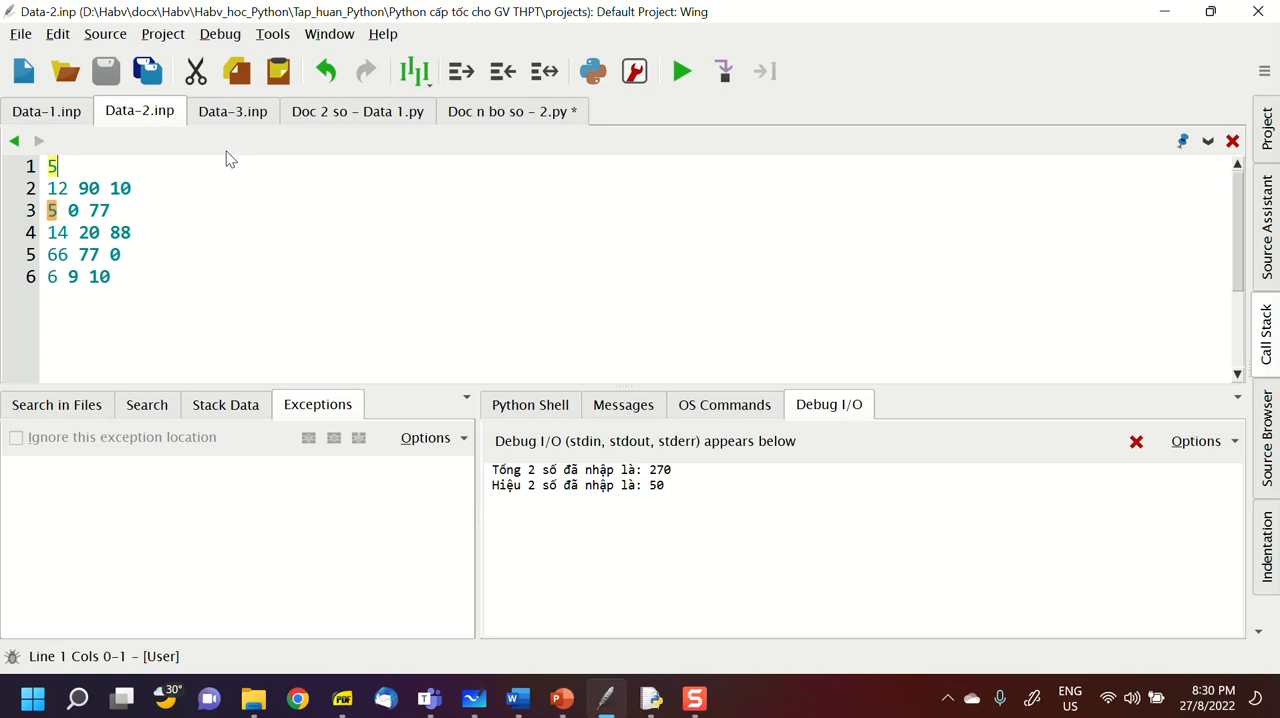 Data-2.inp (D:\Habv\docx\Habv\Habv_hoc_Python\Tap_huan_Python\Python cấp tốc cho GV THPT\projects): Default Project: Wing
File Edit Source Project Debug Tools Window Help
Data-1.inp Data-2.inp Data-3.inp Doc 2 so - Data 1.py Doc n bo so - 2.py *
1 5
2 12 90 10
3 5 0 77
4 14 20 88
5 66 77 0
6 6 9 10
Project
Source Assistant
Call Stack
Source Browser
Indentation
Search in Files Search Stack Data Exceptions
Ignore this exception location Options
Python Shell Messages OS Commands Debug I/O
Debug I/O (stdin, stdout, stderr) appears below Options
Tổng 2 số đã nhập là: 270
Hiệu 2 số đã nhập là: 50
Line 1 Cols 0-1 - [User]
30°
PDF
ENG
US
8:30 PM
27/8/2022